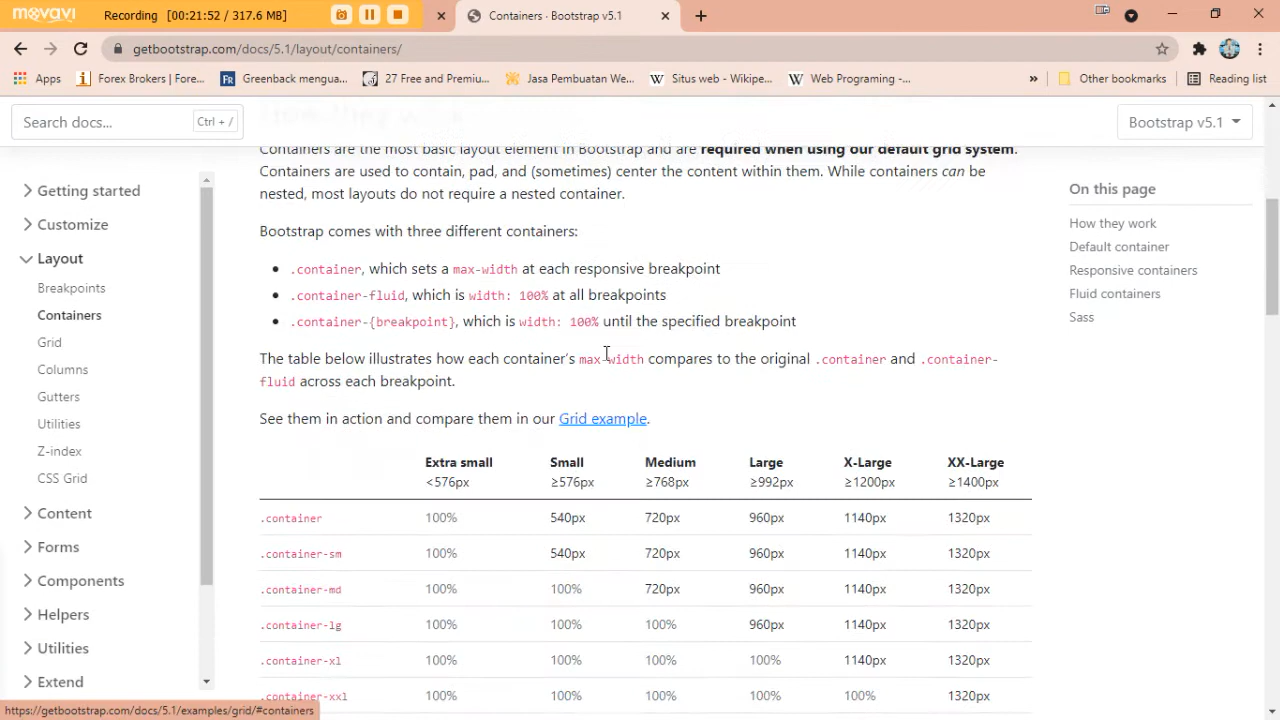 movavi Recording [00:21:52 / 317.6 MB]
Containers · Bootstrap v5.1
getbootstrap.com/docs/5.1/layout/containers/
Apps Forex Brokers | Fore... Greenback mengua... 27 Free and Premiu... Jasa Pembuatan We... Situs web - Wikipe... Web Programing -... » Other bookmarks Reading list
Search docs... Ctrl + /
Bootstrap v5.1
Getting started
Customize
Layout
Breakpoints
Containers
Grid
Columns
Gutters
Utilities
Z-index
CSS Grid
Content
Forms
Components
Helpers
Utilities
Extend
How they work
Containers are the most basic layout element in Bootstrap and are required when using our default grid system.
Containers are used to contain, pad, and (sometimes) center the content within them. While containers can be
nested, most layouts do not require a nested container.
Bootstrap comes with three different containers:
• .container, which sets a max-width at each responsive breakpoint
• .container-fluid, which is width: 100% at all breakpoints
• .container-{breakpoint}, which is width: 100% until the specified breakpoint
The table below illustrates how each container's max-width compares to the original .container and .container-
fluid across each breakpoint.
See them in action and compare them in our Grid example.
Extra small Small Medium Large X-Large XX-Large
<576px ≥576px ≥768px ≥992px ≥1200px ≥1400px
.container 100% 540px 720px 960px 1140px 1320px
.container-sm 100% 540px 720px 960px 1140px 1320px
.container-md 100% 100% 720px 960px 1140px 1320px
.container-lg 100% 100% 100% 960px 1140px 1320px
.container-xl 100% 100% 100% 100% 1140px 1320px
.container-xxl 100% 100% 100% 100% 100% 1320px
On this page
How they work
Default container
Responsive containers
Fluid containers
Sass
https://getbootstrap.com/docs/5.1/examples/grid/#containers